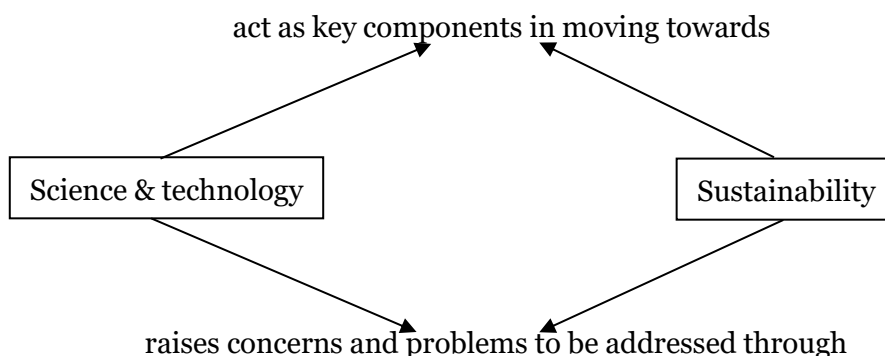 act as key components in moving towards
Science & technology
Sustainability
raises concerns and problems to be addressed through